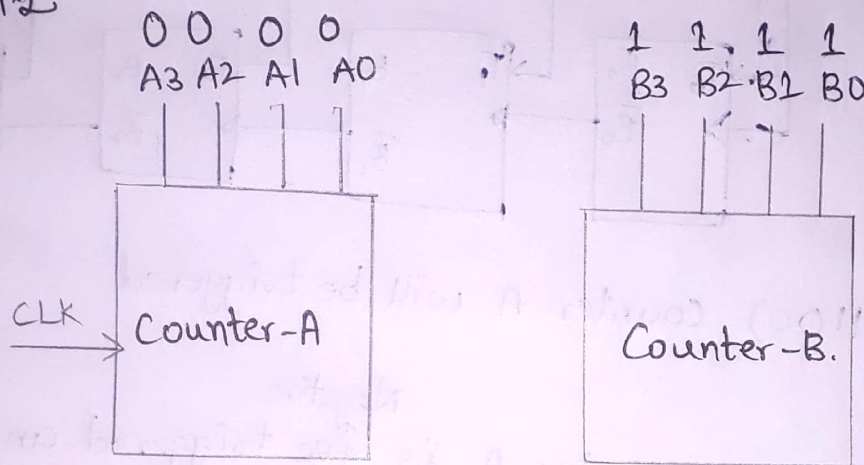 0 0 0 0
A3 A2 A1 A0
1 1 1 1
B3 B2 B1 B0
CLK
Counter-A
Counter-B.